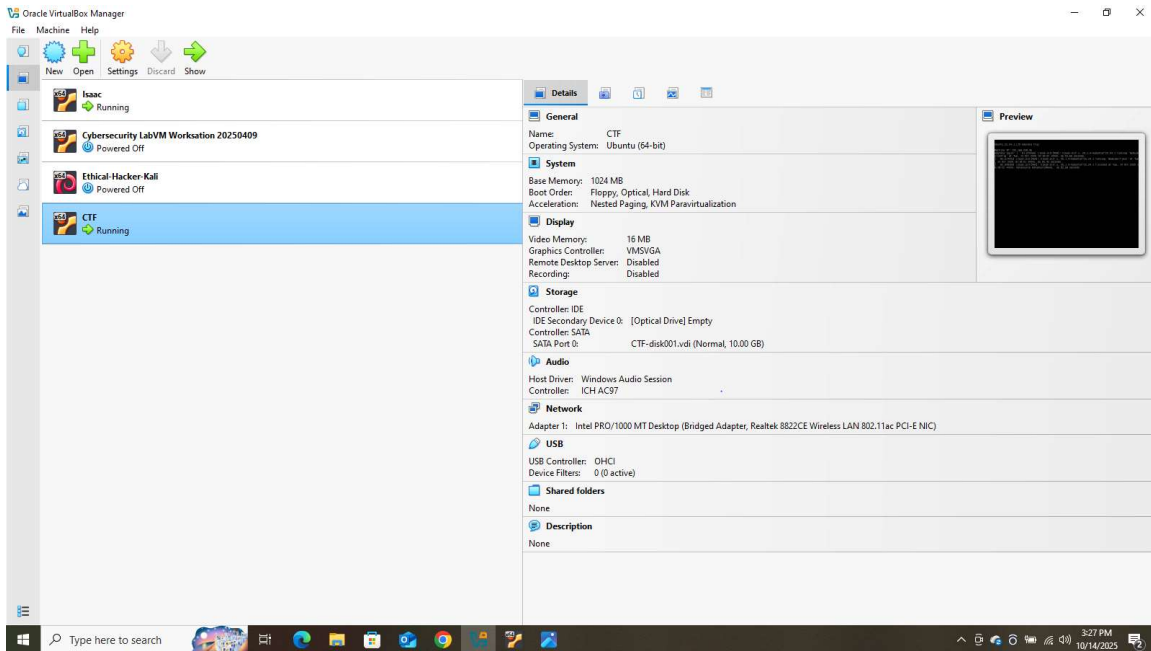 Oracle VirtualBox Manager
File Machine Help
New Open Settings Discard Show
Isaac
Running
Cybersecurity LabVM Worksation 20250409
Powered Off
Ethical-Hacker-Kali
Powered Off
CTF
Running
Details
General
Name: CTF
Operating System: Ubuntu (64-bit)
System
Base Memory: 1024 MB
Boot Order: Floppy, Optical, Hard Disk
Acceleration: Nested Paging, KVM Paravirtualization
Display
Video Memory: 16 MB
Graphics Controller: VMSVGA
Remote Desktop Server: Disabled
Recording: Disabled
Storage
Controller: IDE
IDE Secondary Device 0: [Optical Drive] Empty
Controller: SATA
SATA Port 0: CTF-disk001.vdi (Normal, 10.00 GB)
Audio
Host Driver: Windows Audio Session
Controller: ICH AC97
Network
Adapter 1: Intel PRO/1000 MT Desktop (Bridged Adapter, Realtek 8822CE Wireless LAN 802.11ac PCI-E NIC)
USB
USB Controller: OHCI
Device Filters: 0 (0 active)
Shared folders
None
Description
None
Preview
Type here to search
3:27 PM
10/14/2025